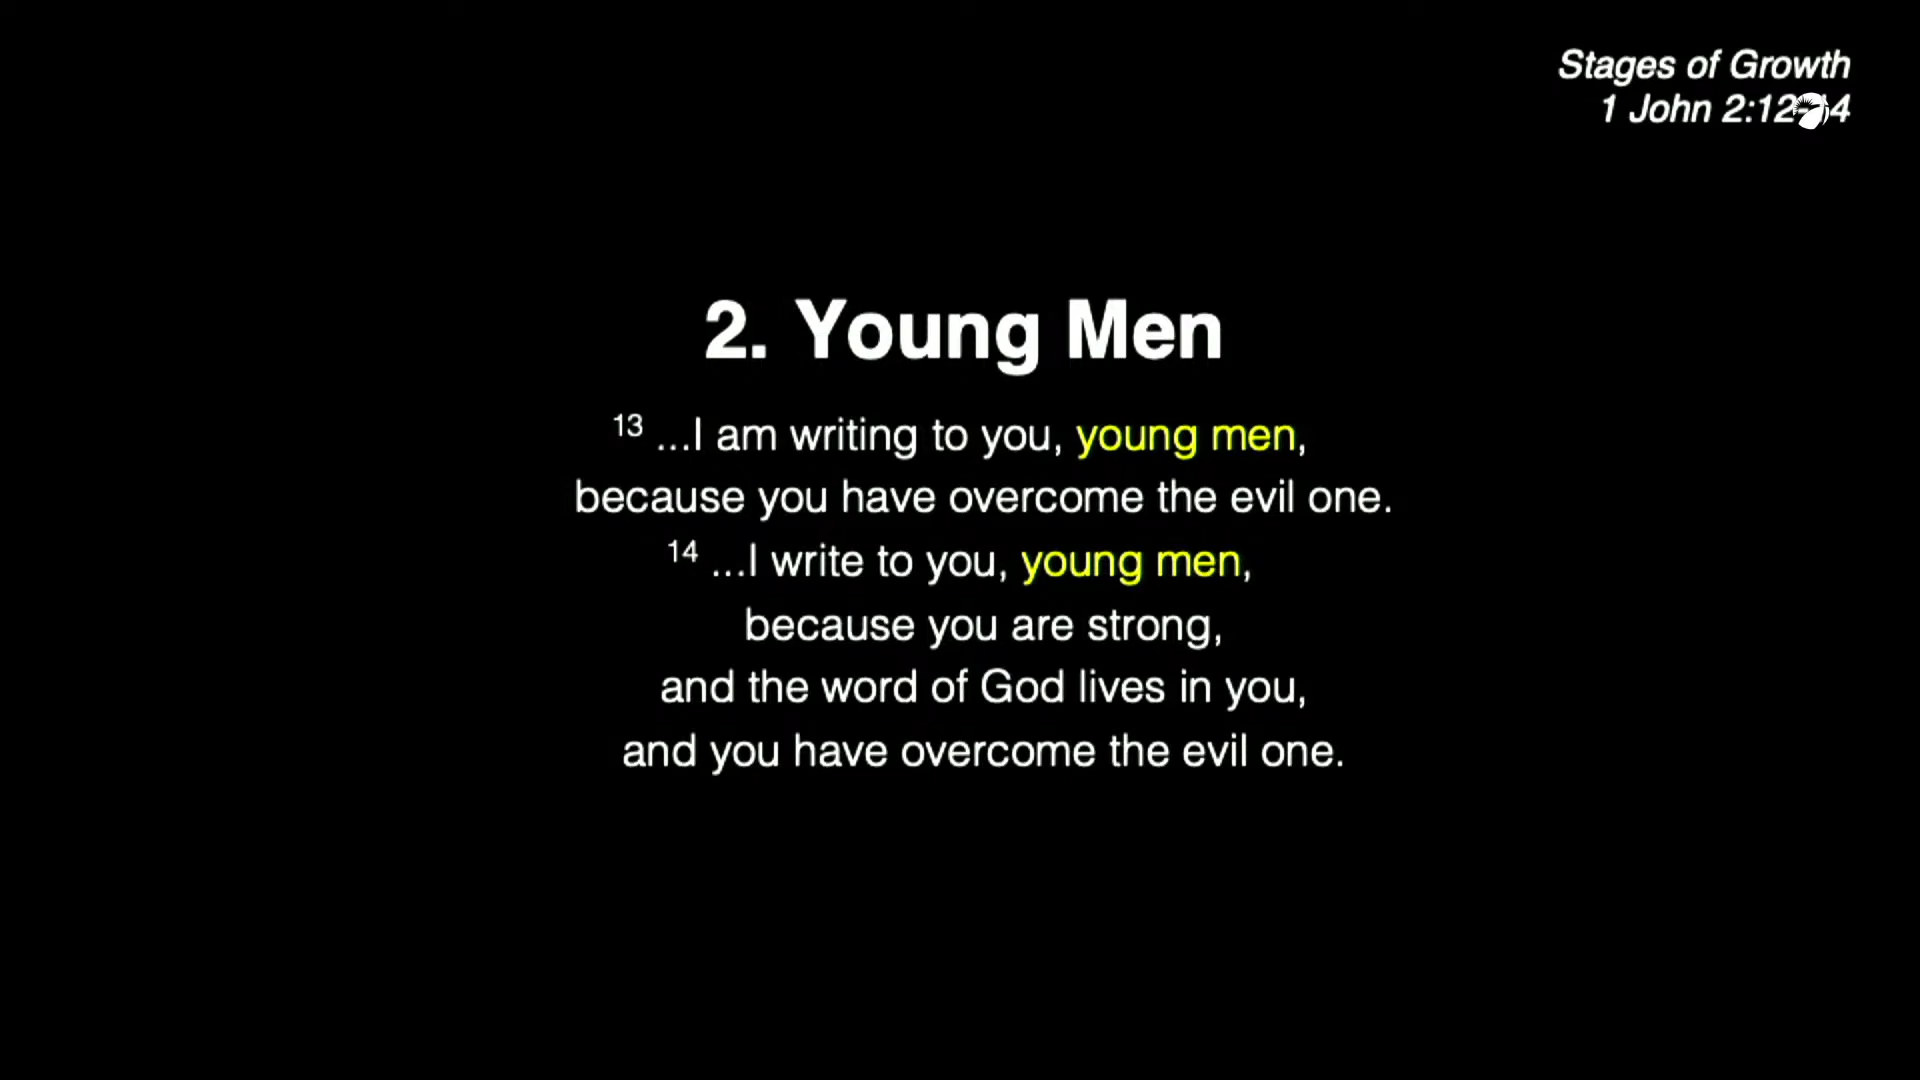 Stages of Growth
1 John 2:12-14
2. Young Men
13 ...I am writing to you, young men,
because you have overcome the evil one.
14 ...I write to you, young men,
because you are strong,
and the word of God lives in you,
and you have overcome the evil one.